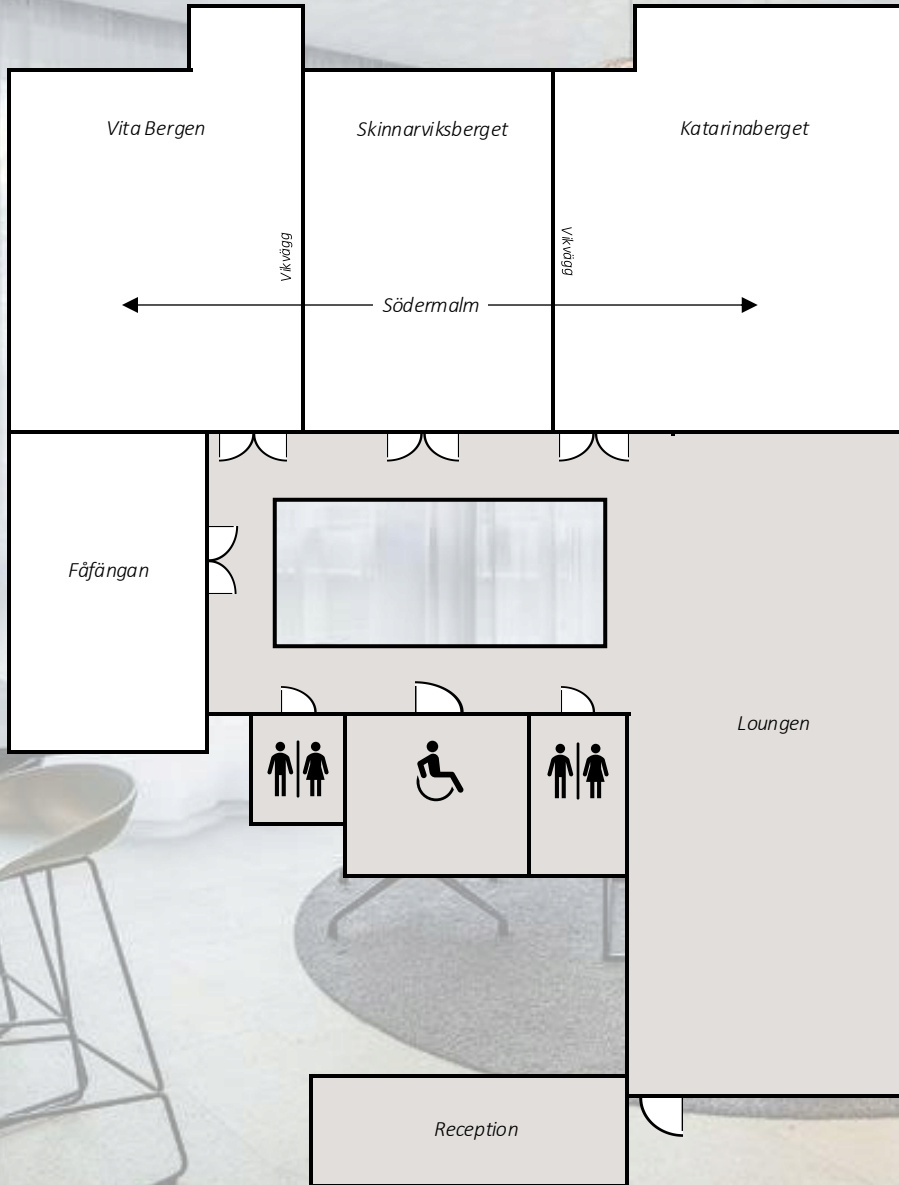 Vita Bergen
Skinnarviksberget
Katarinaberget
Vikvägg
Vikvägg
Södermalm
Fåfängan
Loungen
Reception